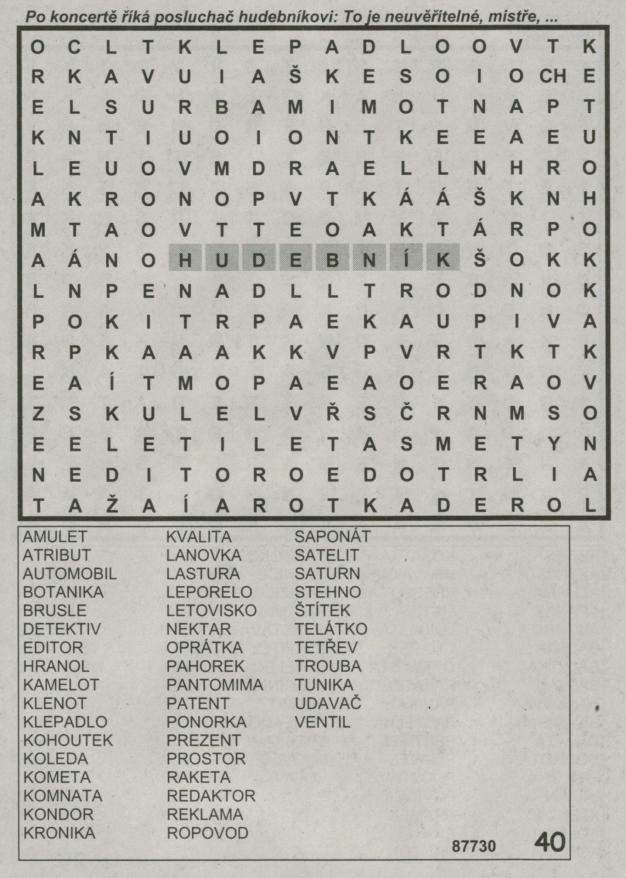 Po koncertě říká posluchač hudebníkovi: To je neuvěřitelné, mistře, ...
O C L T K L E P A D L O O V T K
R K A V U I A Š K E S O I O CH E
E L S U R B A M I M O T N A P T
K N T I U O I O N T K E E A E U
L E U O V M D R A E L L N H R O
A K R O N O P V T K Á Á Š K N H
M T A O V T T E O A K T Á R P O
A Á N O H U D E B N Í K Š O K K
L N P E N A D L L T R O D N O K
P O K I T R P A E K A U P I V A
R P K A A A K K V P V R T K T K
E A Í T M O P A E A O E R A O V
Z S K U L E L V Ř S Č R N M S O
E E L E T I L E T A S M E T Y N
N E D I T O R O E D O T R L I A
T A Ž A Í A R O T K A D E R O L
AMULET KVALITA SAPONÁT
ATRIBUT LANOVKA SATELIT
AUTOMOBIL LASTURA SATURN
BOTANIKA LEPORELO STEHNO
BRUSLE LETOVISKO ŠTÍTEK
DETEKTIV NEKTAR TELÁTKO
EDITOR OPRÁTKA TETŘEV
HRANOL PAHOREK TROUBA
KAMELOT PANTOMIMA TUNIKA
KLENOT PATENT UDAVAČ
KLEPADLO PONORKA VENTIL
KOHOUTEK PREZENT
KOLEDA PROSTOR
KOMETA RAKETA
KOMNATA REDAKTOR
KONDOR REKLAMA
KRONIKA ROPOVOD
87730 40